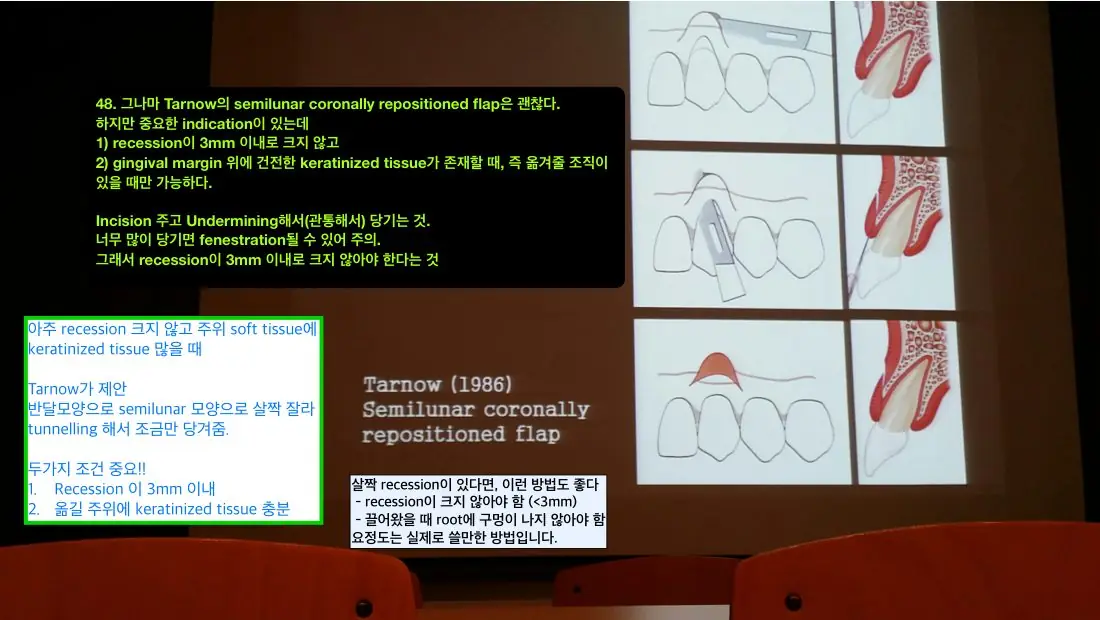 48. 그나마 Tarnow의 semilunar coronally repositioned flap은 괜찮다.
하지만 중요한 indication이 있는데
1) recession이 3mm 이내로 크지 않고
2) gingival margin 위에 건전한 keratinized tissue가 존재할 때, 즉 옮겨줄 조직이
있을 때만 가능하다.
Incision 주고 Undermining해서(관통해서) 당기는 것.
너무 많이 당기면 fenestration될 수 있어 주의.
그래서 recession이 3mm 이내로 크지 않아야 한다는 것
아주 recession 크지 않고 주위 soft tissue에
keratinized tissue 많을 때
Tarnow가 제안
반달모양으로 semilunar 모양으로 살짝 잘라
tunnelling 해서 조금만 당겨줌.
두가지 조건 중요!!
1. Recession 이 3mm 이내
2. 옮길 주위에 keratinized tissue 충분
Tarnow (1986)
Semilunar coronally
repositioned flap
살짝 recession이 있다면, 이런 방법도 좋다
- recession이 크지 않아야 함 (<3mm)
- 끌어왔을 때 root에 구멍이 나지 않아야 함
요정도는 실제로 쓸만한 방법입니다.